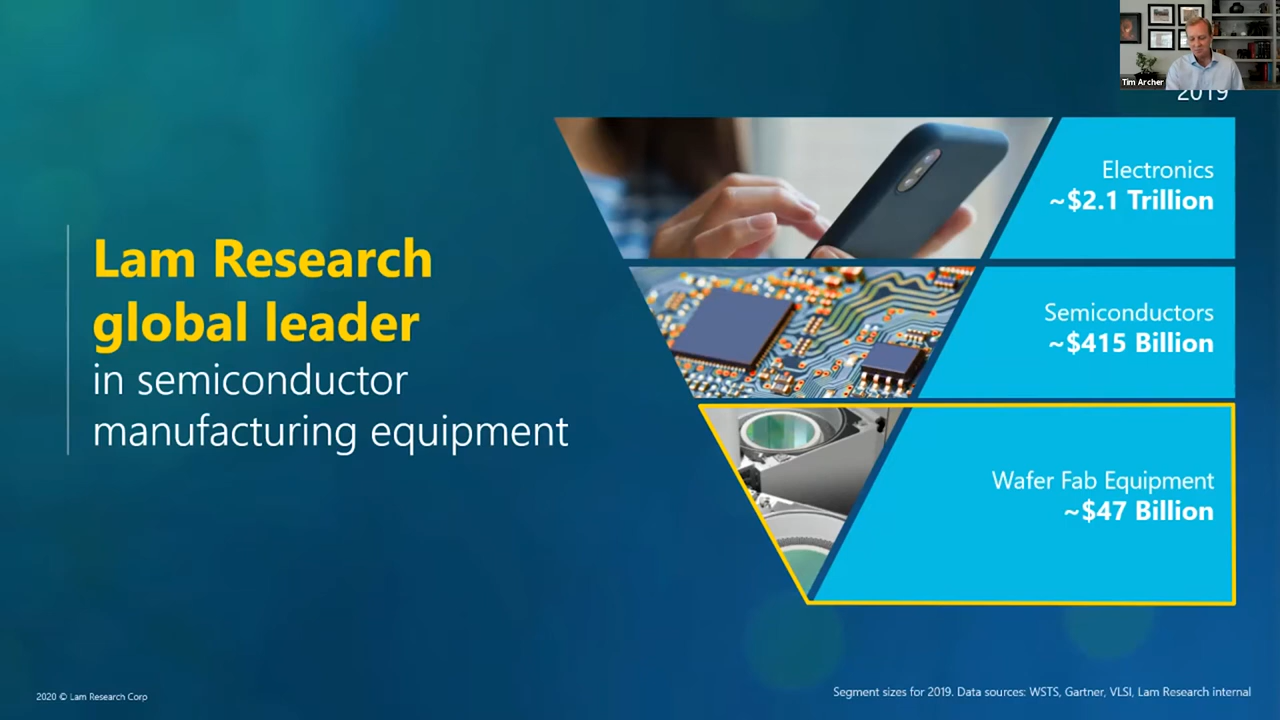 Tim Archer
2019
Lam Research
global leader
in semiconductor
manufacturing equipment
Electronics
~$2.1 Trillion
Semiconductors
~$415 Billion
Wafer Fab Equipment
~$47 Billion
2020 © Lam Research Corp
Segment sizes for 2019. Data sources: WSTS, Gartner, VLSI, Lam Research internal